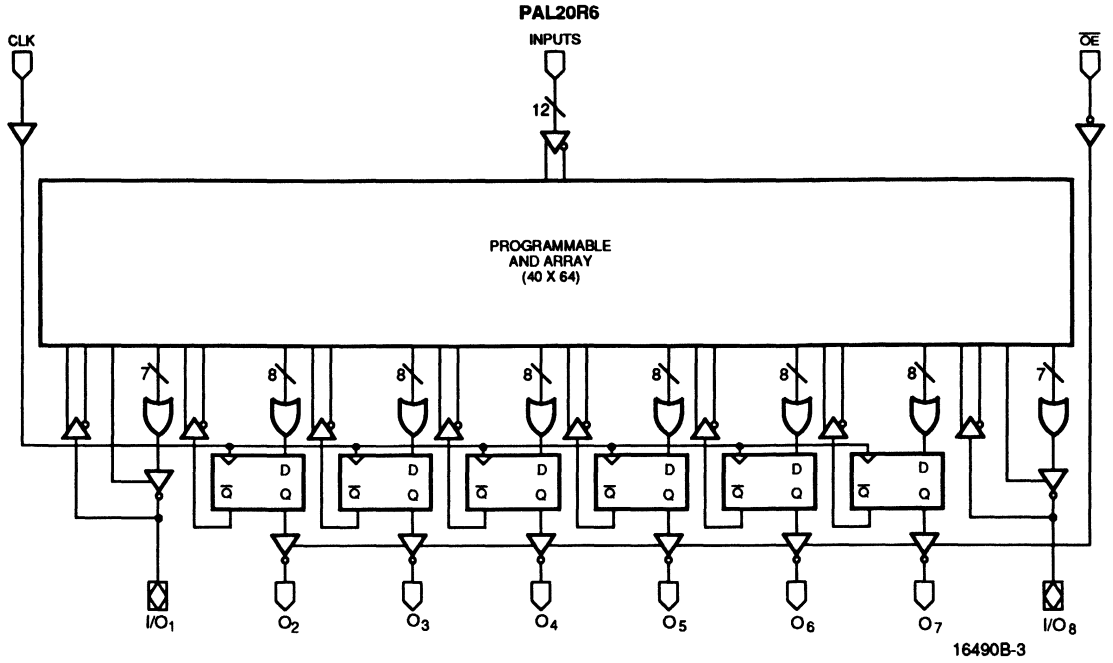 PAL20R6
CLK
INPUTS
O̅E̅
12
PROGRAMMABLE
AND ARRAY
(40 X 64)
7 8 8 8 8 8 8 7
D D D D D D
Q̅ Q Q̅ Q Q̅ Q Q̅ Q Q̅ Q Q̅ Q
I/O₁ O₂ O₃ O₄ O₅ O₆ O₇ I/O₈
16490B-3